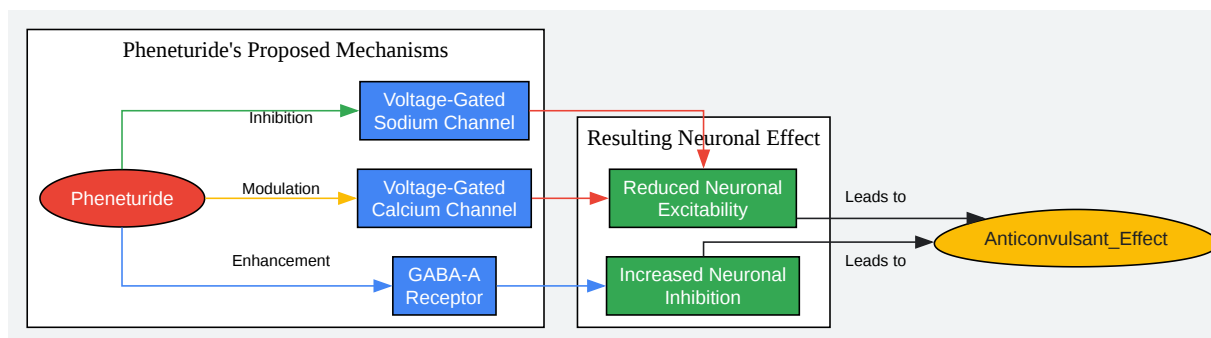 Pheneturide's Proposed Mechanisms
Voltage-Gated
Sodium Channel
Inhibition
Resulting Neuronal Effect
Pheneturide
Modulation
Voltage-Gated
Calcium Channel
Reduced Neuronal
Excitability
Leads to
Anticonvulsant_Effect
Enhancement
GABA-A
Receptor
Increased Neuronal
Inhibition
Leads to